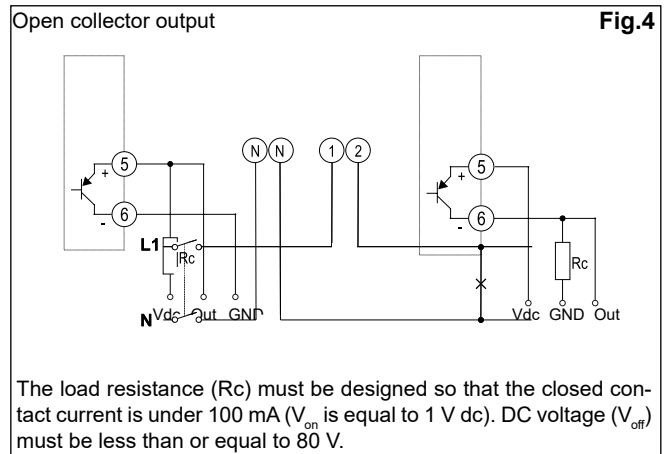 Open collector output Fig.4
N N 1 2
5 5
+ +
6 6
- -
L1
Rc Rc
N Vdc Out GND Vdc GND Out
The load resistance (Rc) must be designed so that the closed con-
tact current is under 100 mA (Von is equal to 1 V dc). DC voltage (Voff)
must be less than or equal to 80 V.